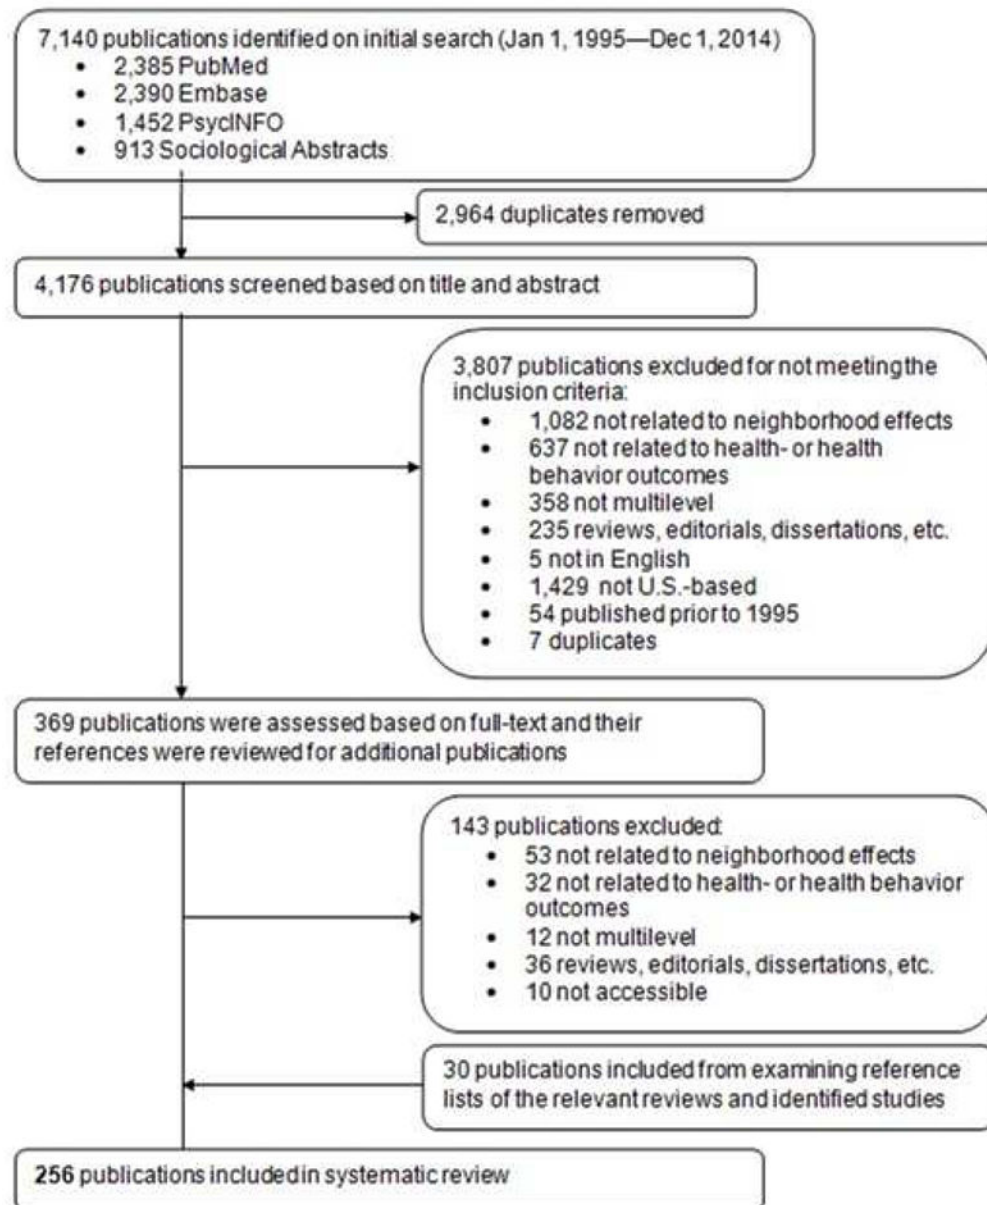 7,140 publications identified on initial search (Jan 1, 1995—Dec 1, 2014)
• 2,385 PubMed
• 2,390 Embase
• 1,452 PsycINFO
• 913 Sociological Abstracts
2,964 duplicates removed
4,176 publications screened based on title and abstract
3,807 publications excluded for not meeting the
inclusion criteria:
• 1,082 not related to neighborhood effects
• 637 not related to health- or health
behavior outcomes
• 358 not multilevel
• 235 reviews, editorials, dissertations, etc.
• 5 not in English
• 1,429 not U.S.-based
• 54 published prior to 1995
• 7 duplicates
369 publications were assessed based on full-text and their
references were reviewed for additional publications
143 publications excluded:
• 53 not related to neighborhood effects
• 32 not related to health- or health behavior
outcomes
• 12 not multilevel
• 36 reviews, editorials, dissertations, etc.
• 10 not accessible
30 publications included from examining reference
lists of the relevant reviews and identified studies
256 publications included in systematic review